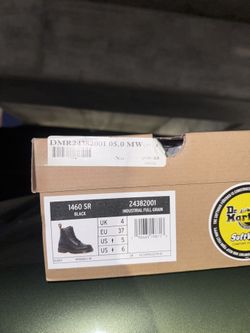 DMR24382001 05.0 MW
1460 SR
BLACK
24382001
INDUSTRIAL FULL GRAIN
UK 4
EU 37
US 5
US 6
Dr.